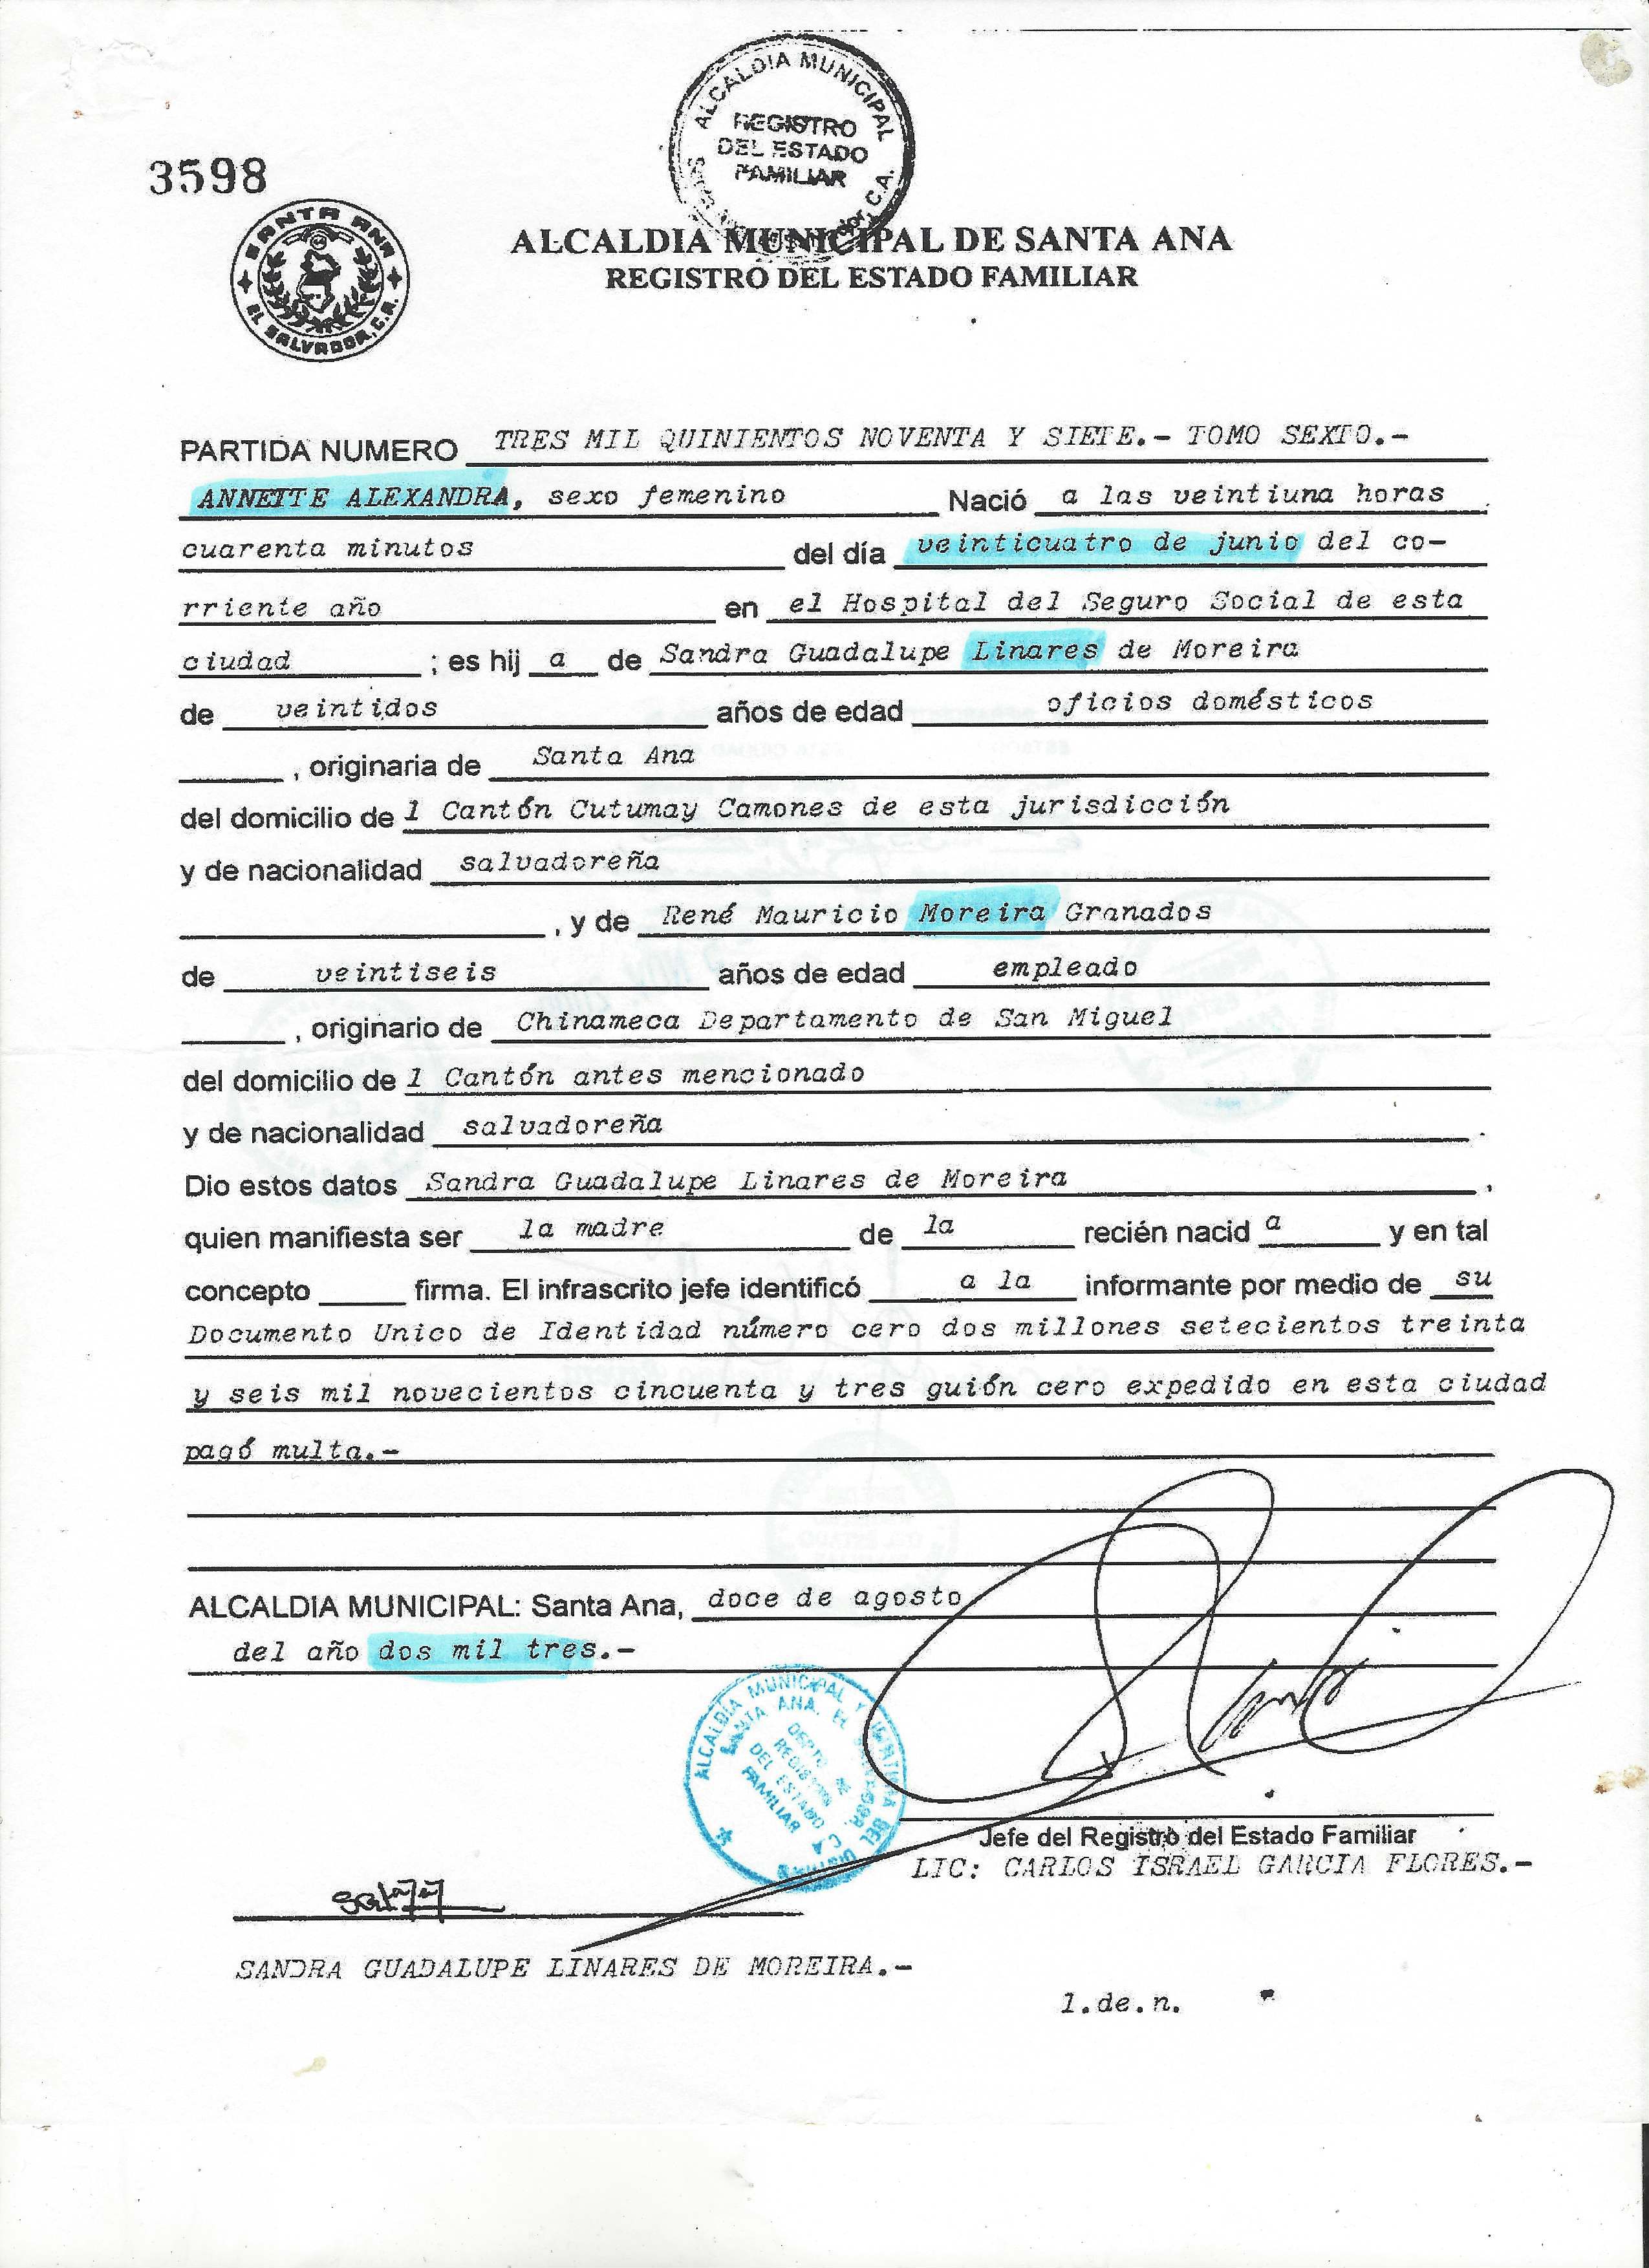 ALCALDIA MUNICIPAL
REGISTRO
DEL ESTADO
FAMILIAR
C.A.
3598
SANTA ANA
EL SALVADOR, C.A.
ALCALDIA MUNICIPAL DE SANTA ANA
REGISTRO DEL ESTADO FAMILIAR
PARTIDA NUMERO TRES MIL QUINIENTOS NOVENTA Y SIETE.- TOMO SEXTO.-
ANNETTE ALEXANDRA, sexo femenino Nació a las veintiuna horas
cuarenta minutos del día veinticuatro de junio del co-
rriente año en el Hospital del Seguro Social de esta
ciudad ; es hij a de Sandra Guadalupe Linares de Moreira
de veintidos años de edad oficios domésticos
, originaria de Santa Ana
del domicilio de l Cantón Cutumay Camones de esta jurisdicción
y de nacionalidad salvadoreña
, y de René Mauricio Moreira Granados
de veintiseis años de edad empleado
, originario de Chinameca Departamento de San Miguel
del domicilio de l Cantón antes mencionado
y de nacionalidad salvadoreña .
Dio estos datos Sandra Guadalupe Linares de Moreira ,
quien manifiesta ser la madre de la recién nacid a y en tal
concepto firma. El infrascrito jefe identificó a la informante por medio de su
Documento Unico de Identidad número cero dos millones setecientos treinta
y seis mil novecientos cincuenta y tres guión cero expedido en esta ciudad
pagó multa.-
ALCALDIA MUNICIPAL: Santa Ana, doce de agosto
del año dos mil tres.-
ALCALDÍA MUNICIPAL Y
SANTA ANA, EL
DEPTO. DE
REGISTRO
DEL ESTADO
FAMILIAR
Jefe del Registro del Estado Familiar
LIC: CARLOS ISRAEL GARCIA FLORES.-
SANDRA GUADALUPE LINARES DE MOREIRA.-
l.de.n.